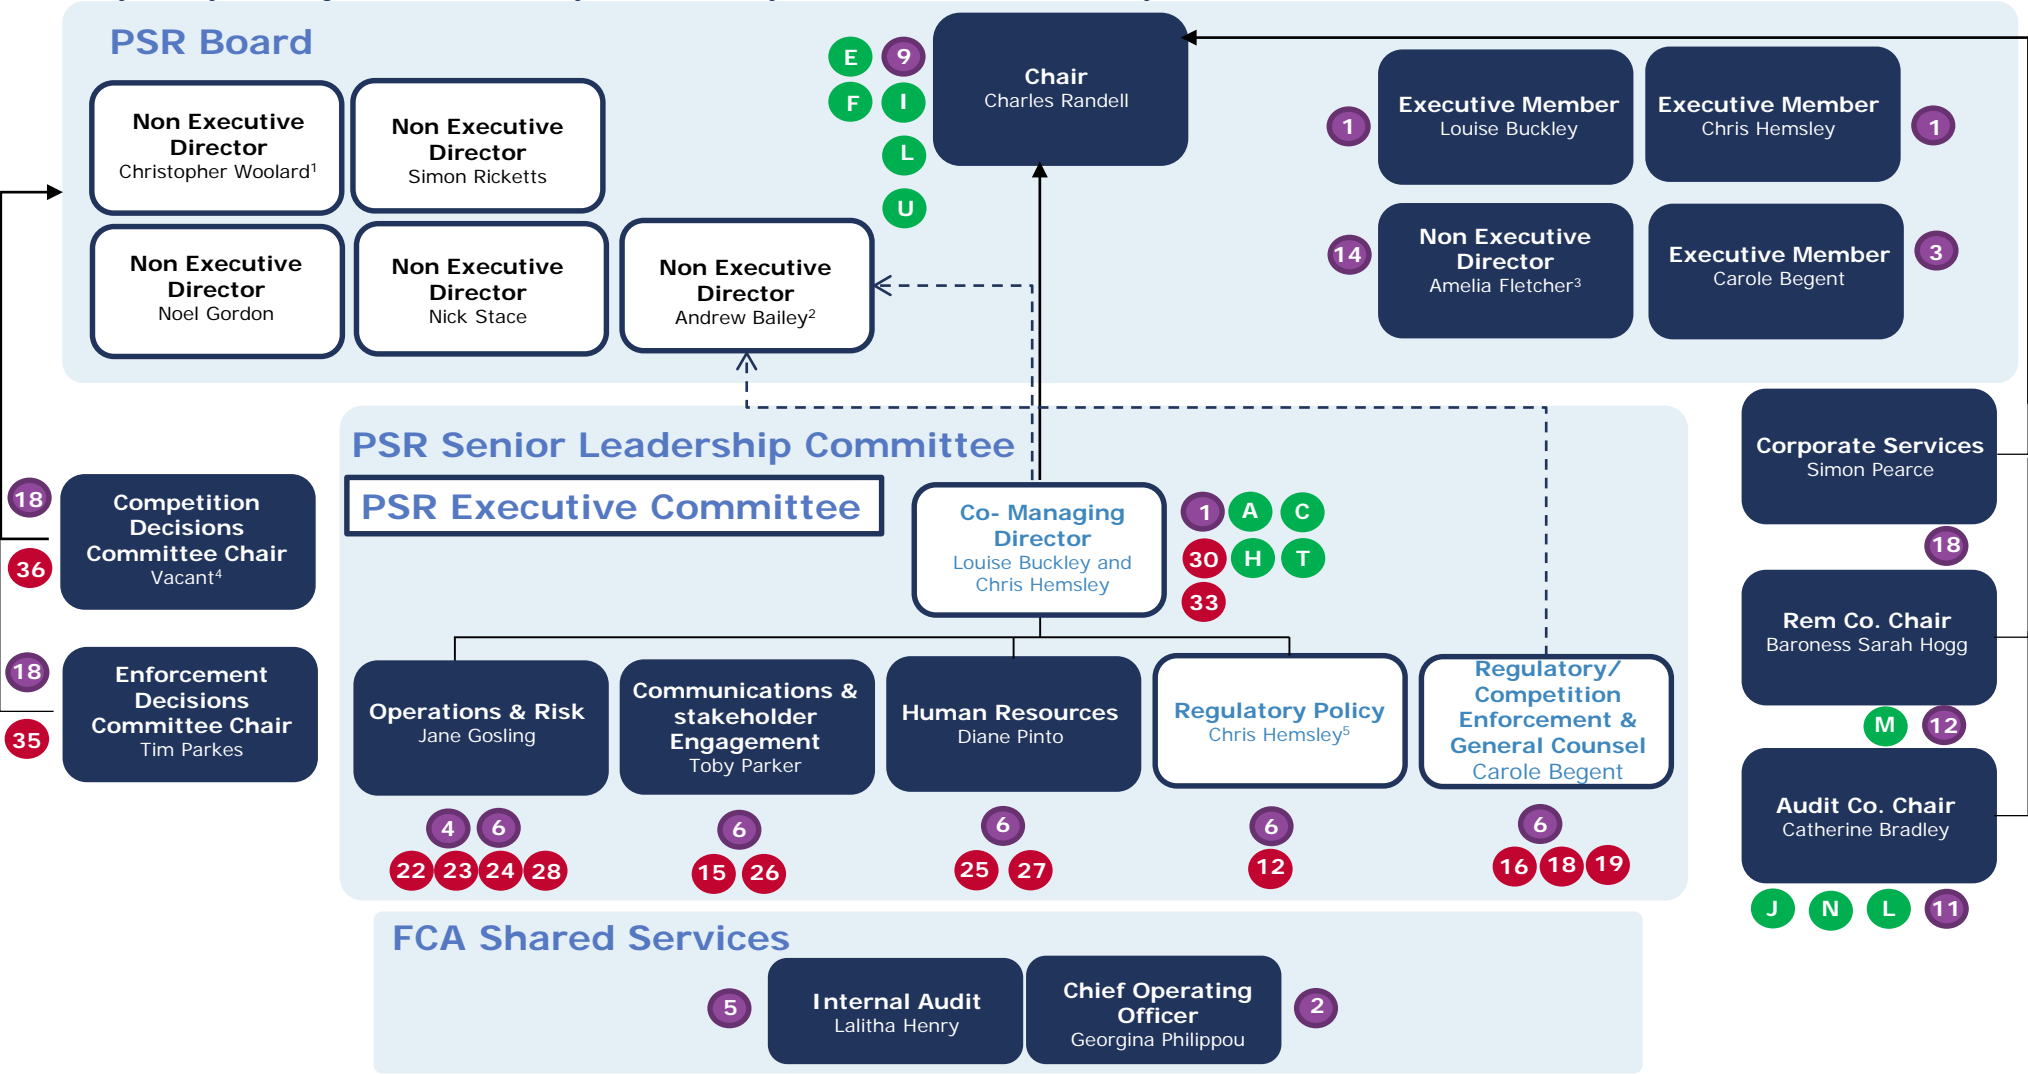 PSR Board
Non Executive
Director
Christopher Woolard¹
Non Executive
Director
Simon Ricketts
Non Executive
Director
Noel Gordon
Non Executive
Director
Nick Stace
Non Executive
Director
Andrew Bailey²
E
9
F
I
L
U
Chair
Charles Randell
1
Executive Member
Louise Buckley
Executive Member
Chris Hemsley
1
14
Non Executive
Director
Amelia Fletcher³
Executive Member
Carole Begent
3
18
Competition
Decisions
Committee Chair
Vacant⁴
36
18
Enforcement
Decisions
Committee Chair
Tim Parkes
35
PSR Senior Leadership Committee
PSR Executive Committee
Co- Managing
Director
Louise Buckley and
Chris Hemsley
1
A
C
30
H
T
33
Operations & Risk
Jane Gosling
4
6
22
23
24
28
Communications &
stakeholder
Engagement
Toby Parker
6
15
26
Human Resources
Diane Pinto
6
25
27
Regulatory Policy
Chris Hemsley⁵
6
12
Regulatory/
Competition
Enforcement &
General Counsel
Carole Begent
6
16
18
19
Corporate Services
Simon Pearce
18
Rem Co. Chair
Baroness Sarah Hogg
M
12
Audit Co. Chair
Catherine Bradley
J
N
L
11
FCA Shared Services
5
Internal Audit
Lalitha Henry
Chief Operating
Officer
Georgina Philippou
2